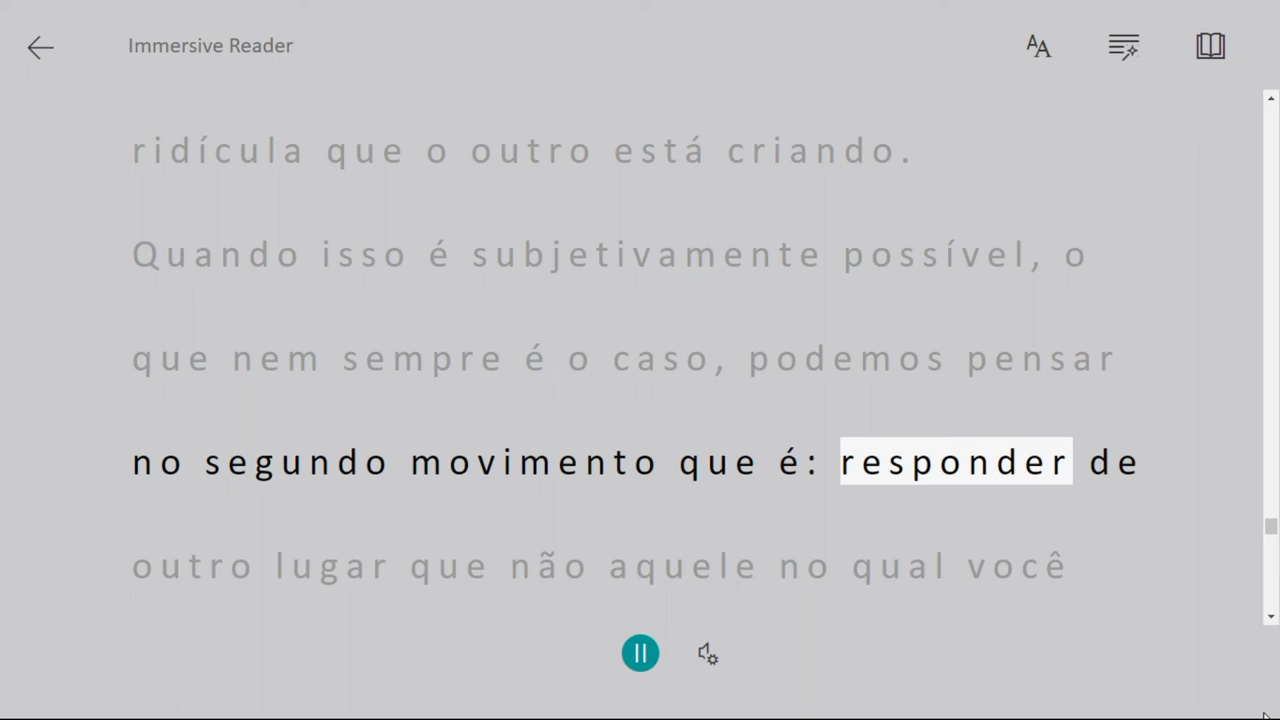 Immersive Reader
ridícula que o outro está criando.
Quando isso é subjetivamente possível, o
que nem sempre é o caso, podemos pensar
no segundo movimento que é: responder de
outro lugar que não aquele no qual você